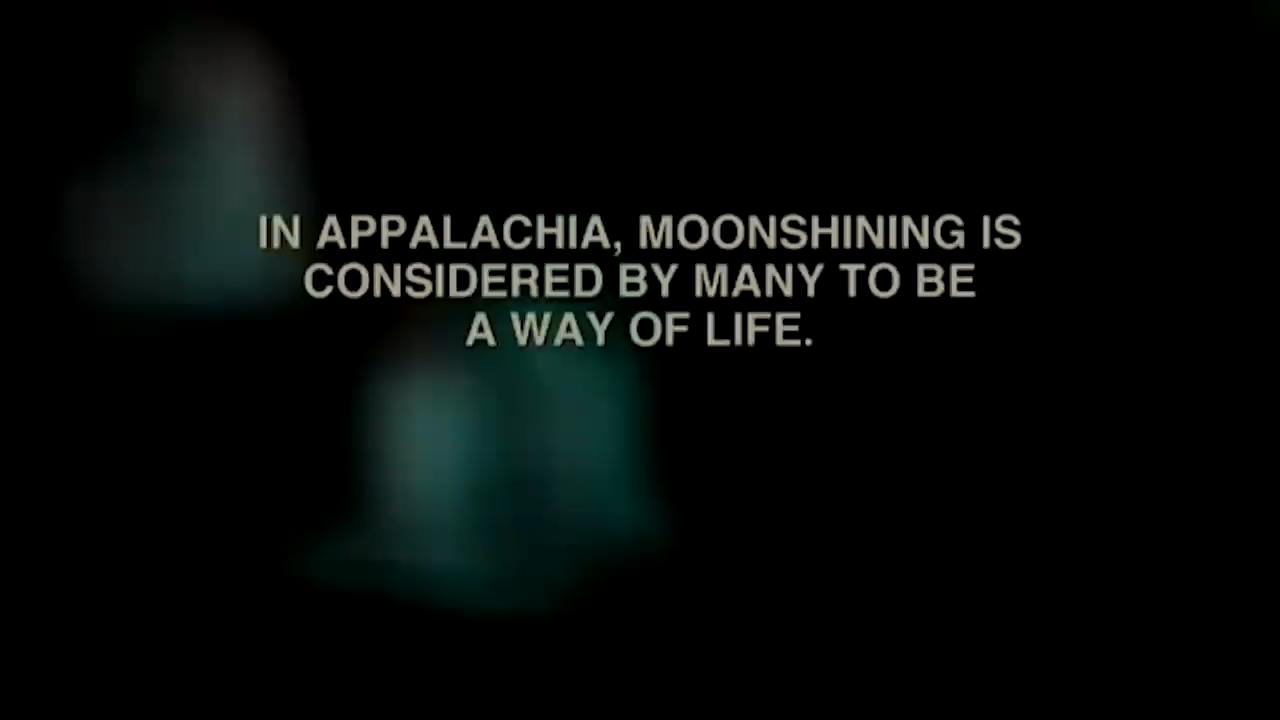 IN APPALACHIA, MOONSHINING IS
CONSIDERED BY MANY TO BE
A WAY OF LIFE.